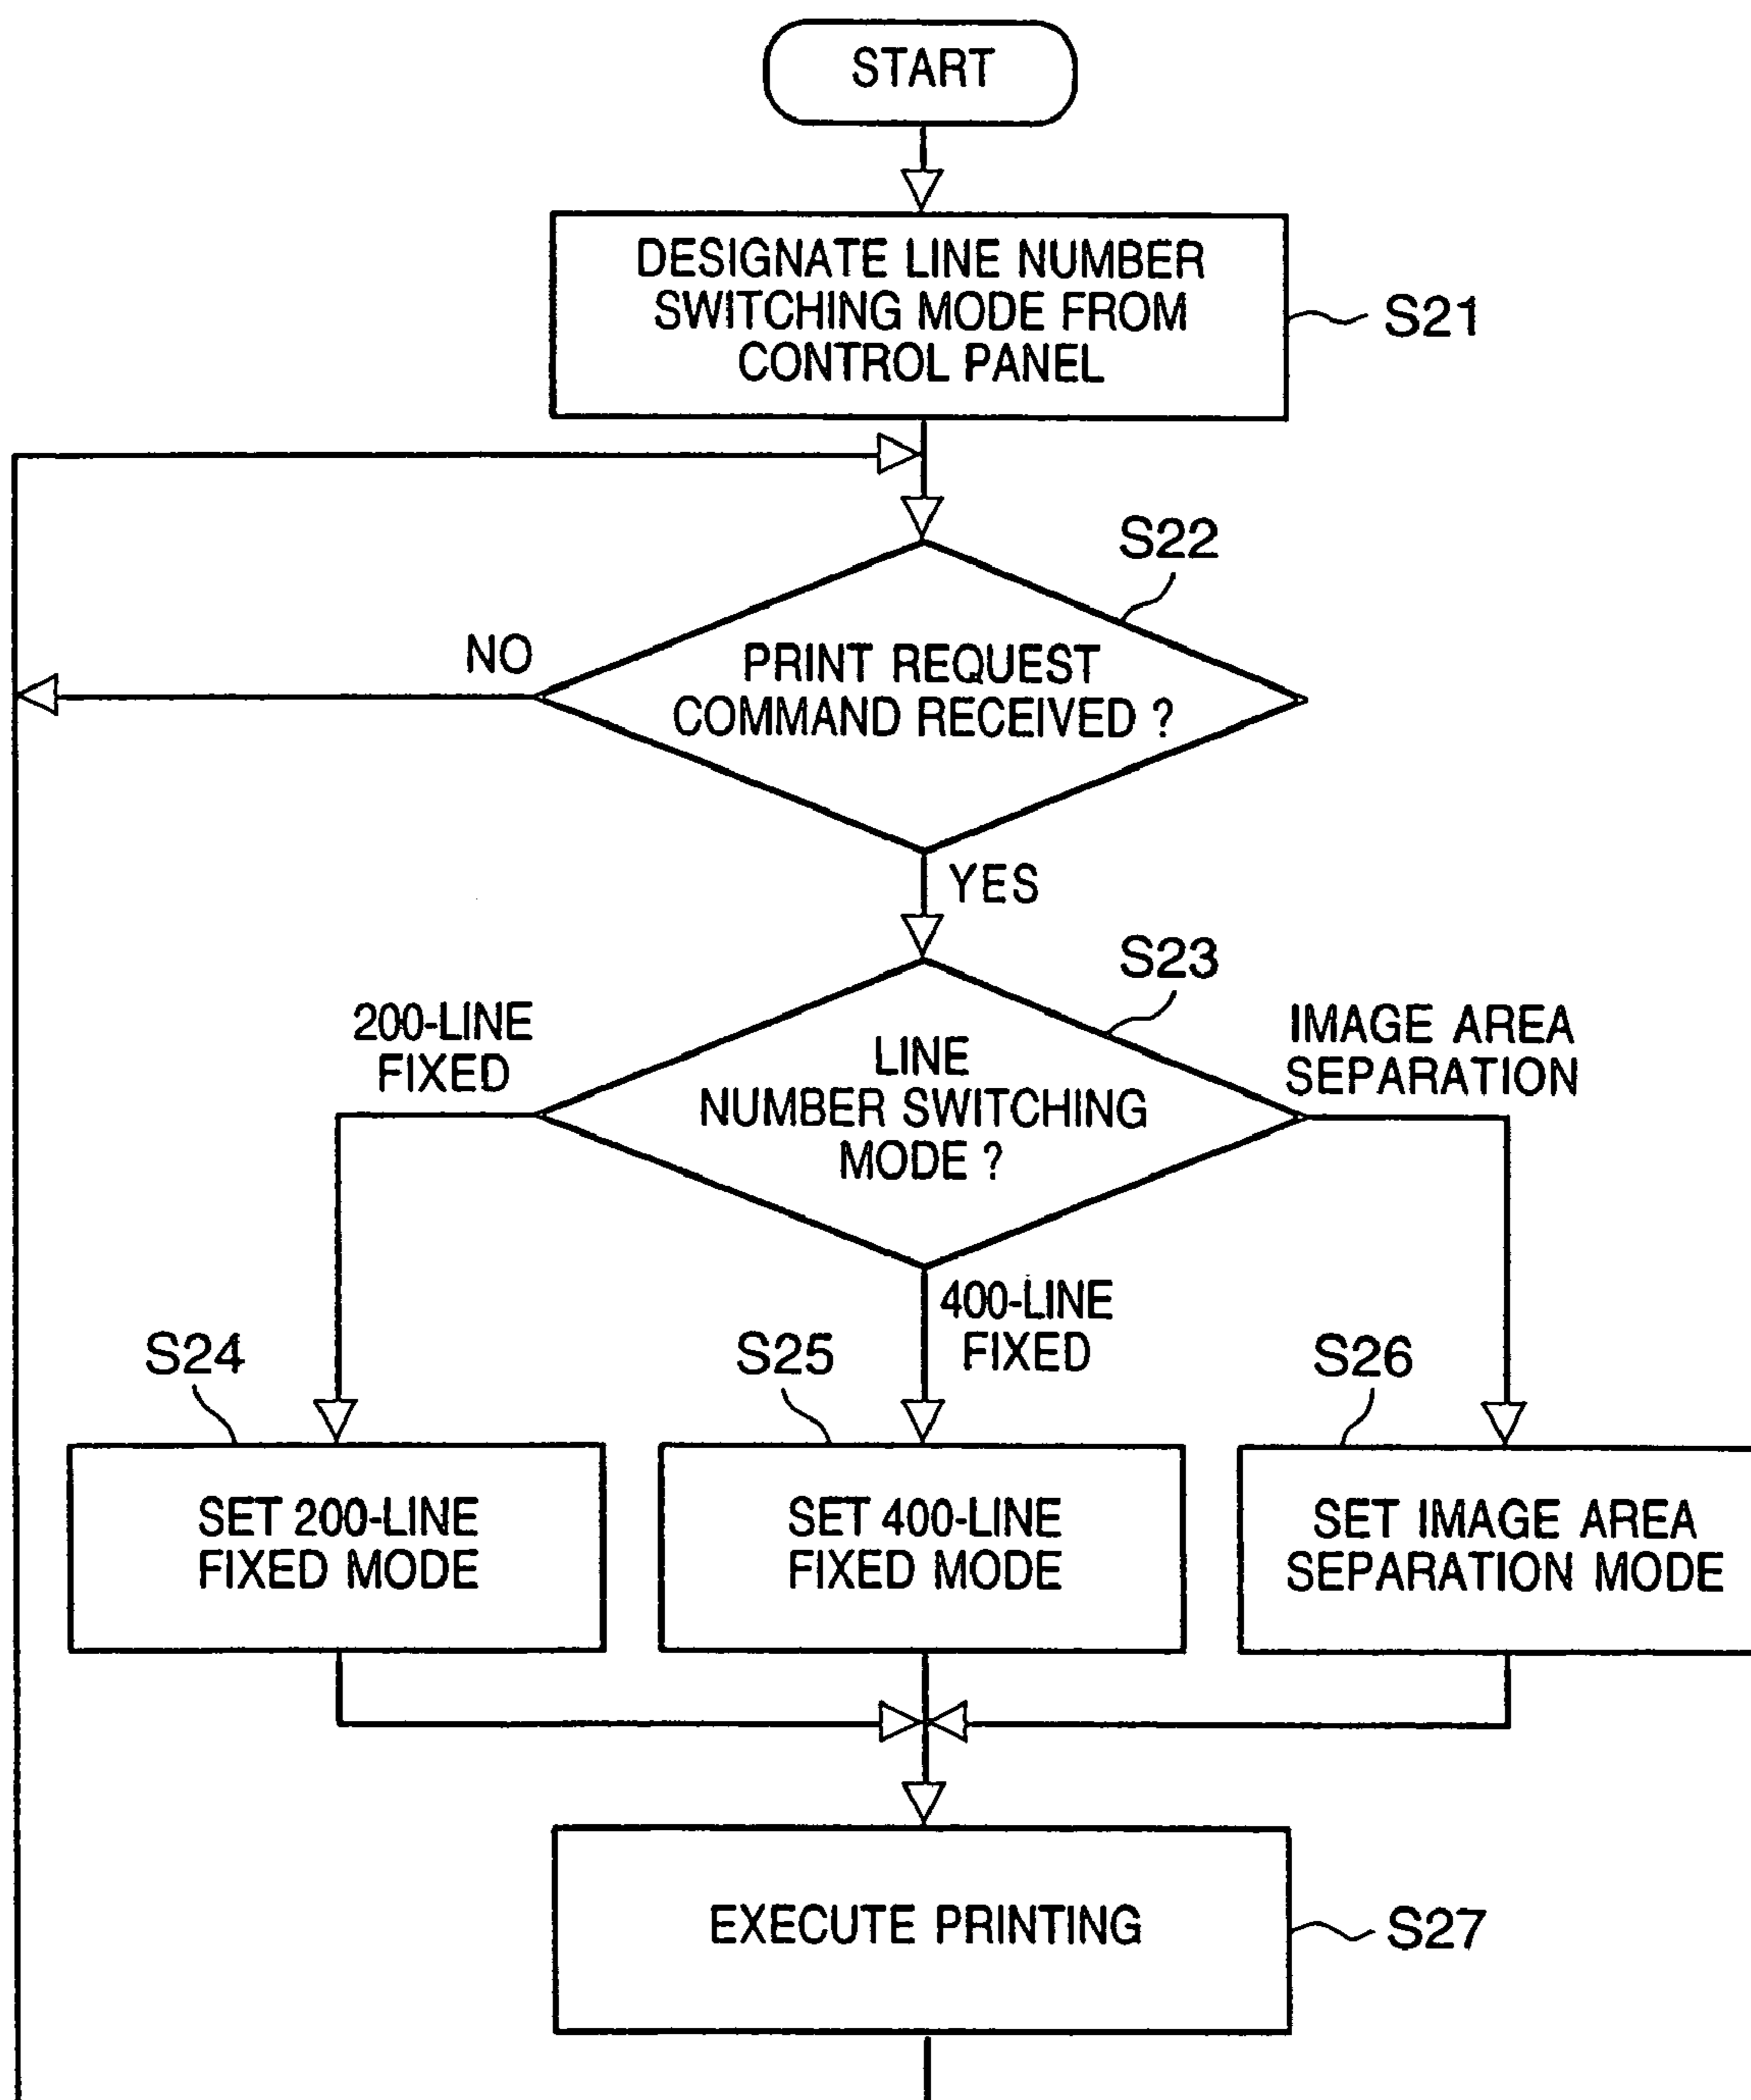 START
DESIGNATE LINE NUMBER
SWITCHING MODE FROM
CONTROL PANEL
S21
S22
NO
PRINT REQUEST
COMMAND RECEIVED ?
YES
S23
200-LINE
FIXED
LINE
NUMBER SWITCHING
MODE ?
IMAGE AREA
SEPARATION
400-LINE
FIXED
S24
S25
S26
SET 200-LINE
FIXED MODE
SET 400-LINE
FIXED MODE
SET IMAGE AREA
SEPARATION MODE
EXECUTE PRINTING
S27